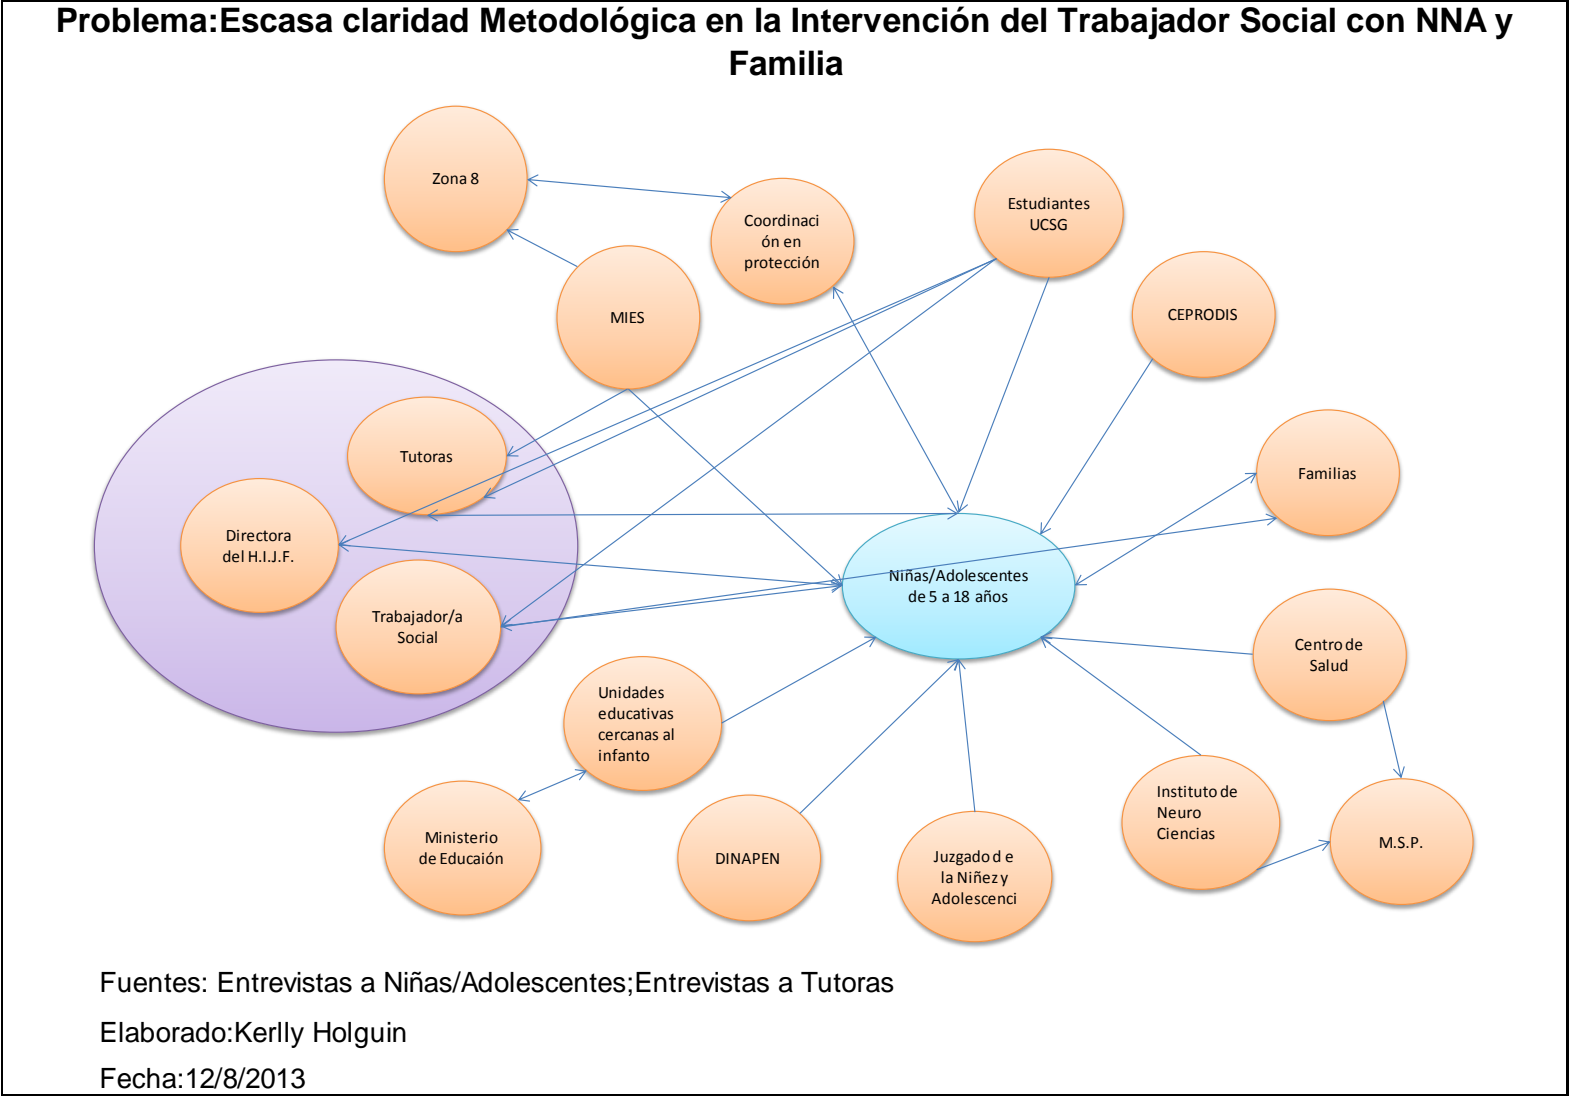 Problema:Escasa claridad Metodológica en la Intervención del Trabajador Social con NNA y
Familia
Zona 8
Coordinaci
ón en
protección
Estudiantes
UCSG
MIES
CEPRODIS
Tutoras
Familias
Directora
del H.I.J.F.
Niñas/Adolescentes
de 5 a 18 años
Trabajador/a
Social
Centro de
Salud
Unidades
educativas
cercanas al
infanto
Instituto de
Neuro
Ciencias
Ministerio
de Educaión
DINAPEN
Juzgado d e
la Niñez y
Adolescenci
M.S.P.
Fuentes: Entrevistas a Niñas/Adolescentes;Entrevistas a Tutoras
Elaborado:Kerlly Holguin
Fecha:12/8/2013